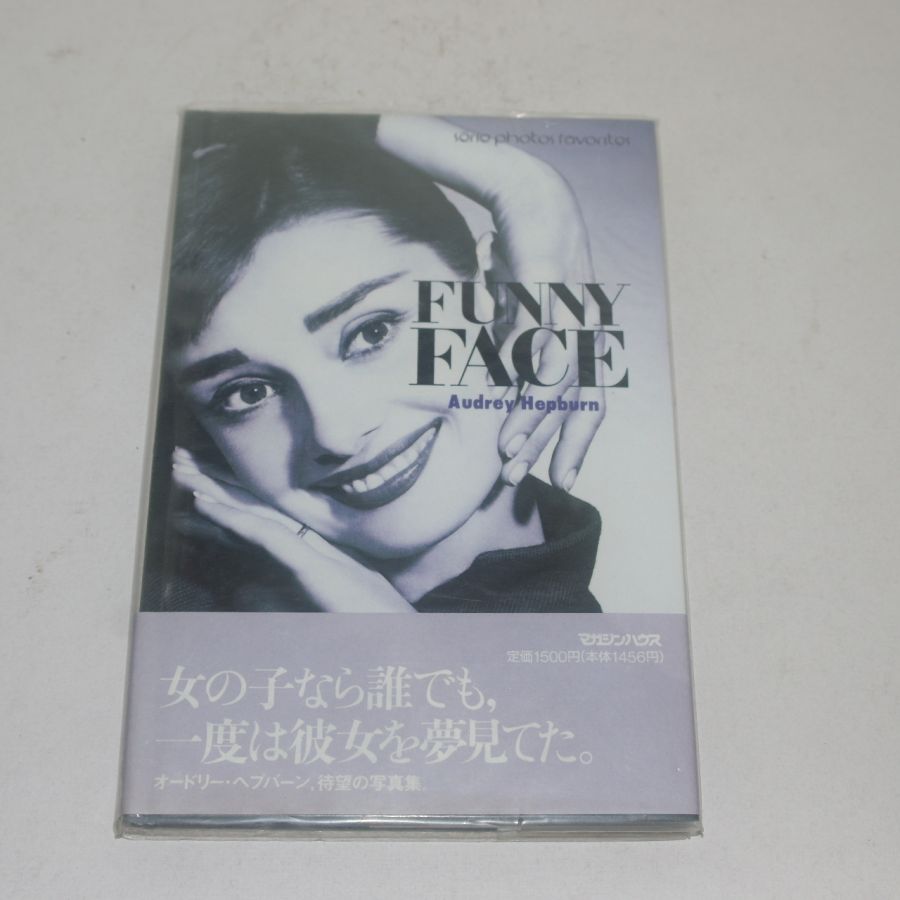 série photos favorites
FUNNY
FACE
Audrey Hepburn
マガジンハウス
定価1500円(本体1456円)
女の子なら誰でも,
一度は彼女を夢見てた。
オードリー・ヘプバーン,待望の写真集。